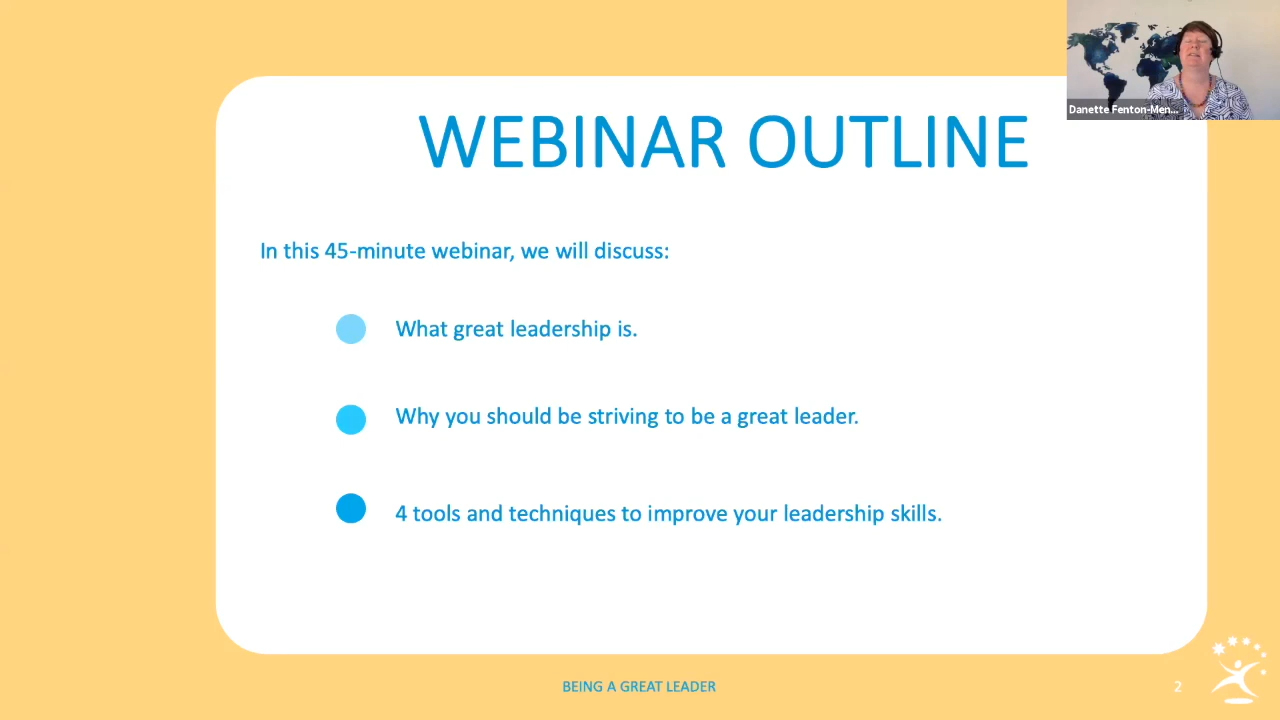 WEBINAR OUTLINE
In this 45-minute webinar, we will discuss:
What great leadership is.
Why you should be striving to be a great leader.
4 tools and techniques to improve your leadership skills.
Danette Fenton-Men...
BEING A GREAT LEADER
2